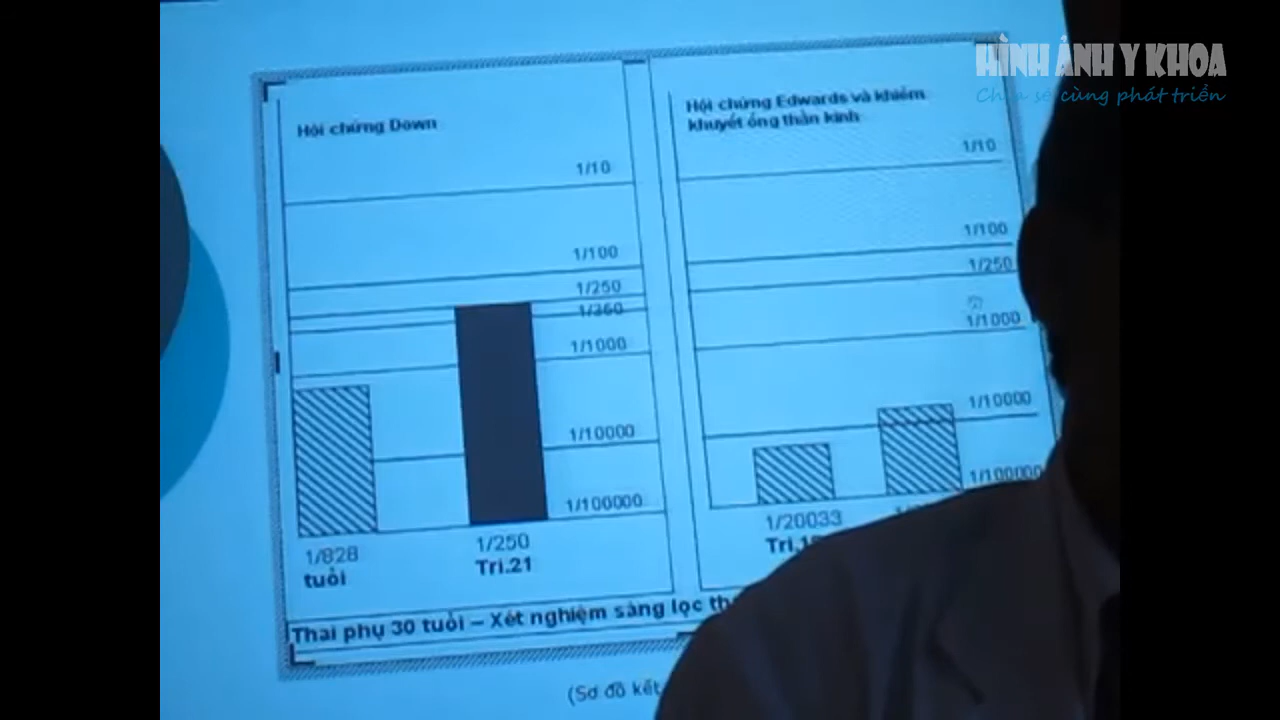 HÌNH ẢNH Y KHOA
Chia sẻ cùng phát triển
Hội chứng Down
1/10
1/100
1/250
1/360
1/1000
1/10000
1/100000
1/828
tuổi
1/250
Tri.21
Hội chứng Edwards và khiếm
khuyết ống thần kinh
1/10
1/100
1/250
1/1000
1/10000
1/100000
1/20033
Thai phụ 30 tuổi – Xét nghiệm sàng lọc
(Sơ đồ kết